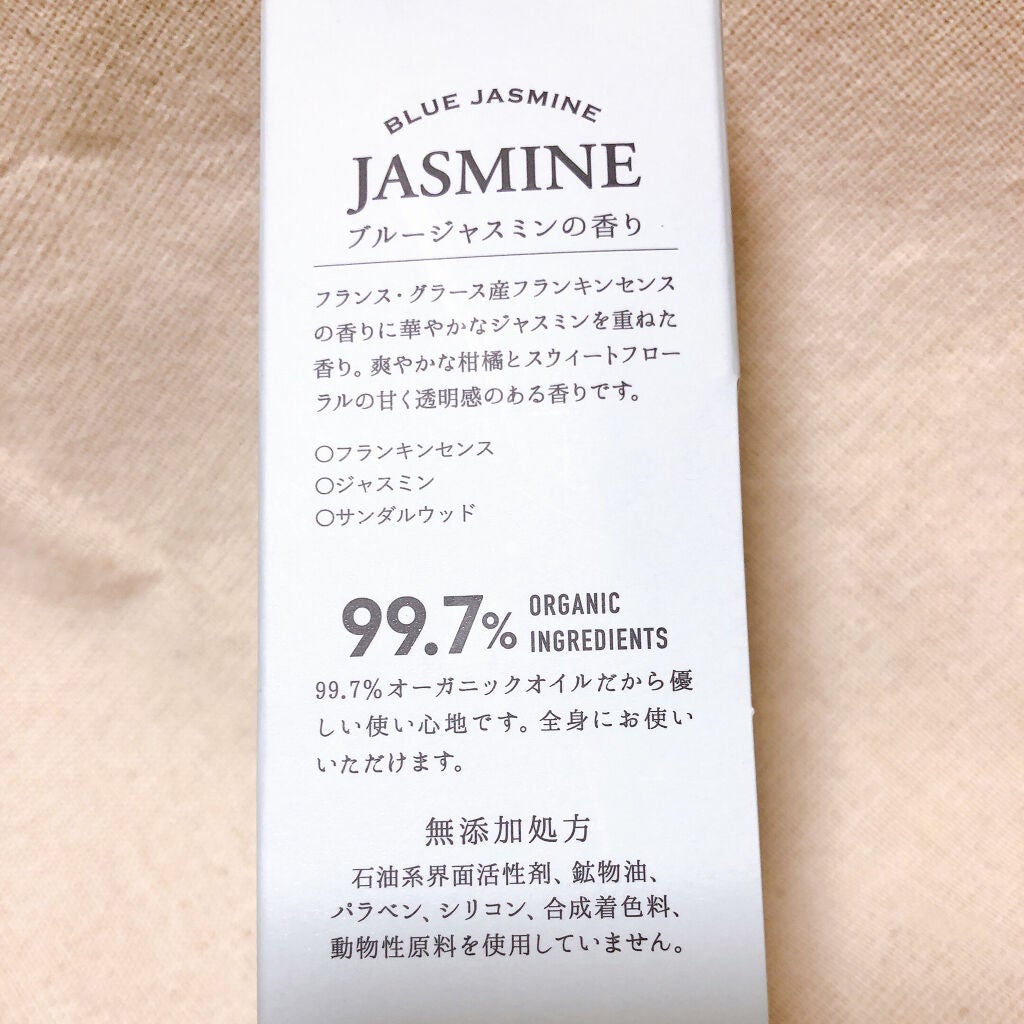 BLUE JASMINE
JASMINE
ブルージャスミンの香り
フランス・グラース産フランキンセンス
の香りに華やかなジャスミンを重ねた
香り。爽やかな柑橘とスウイートフロー
ラルの甘く透明感のある香りです。
○フランキンセンス
○ジャスミン
○サンダルウッド
99.7% ORGANIC
INGREDIENTS
99.7%オーガニックオイルだから優
しい使い心地です。全身にお使い
いただけます。
無添加処方
石油系界面活性剤、鉱物油、
パラベン、シリコン、合成着色料、
動物性原料を使用していません。